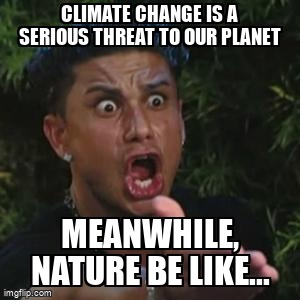 CLIMATE CHANGE IS A
SERIOUS THREAT TO OUR PLANET
MEANWHILE,
NATURE BE LIKE...
imgflip.com